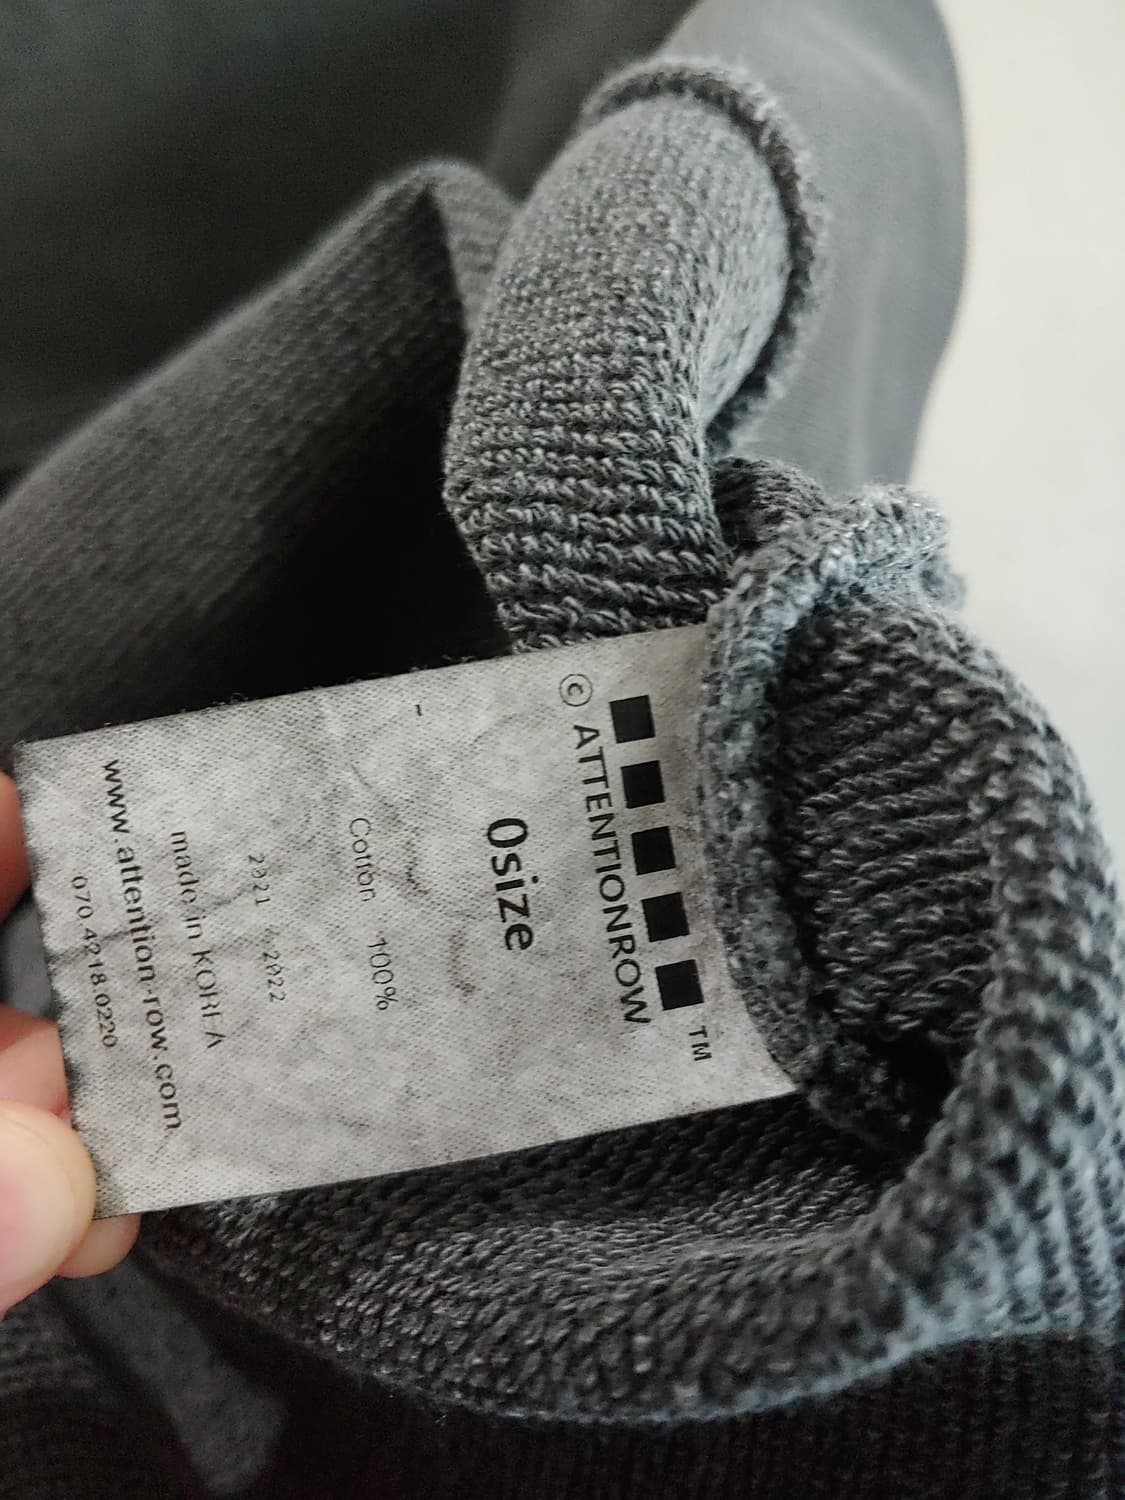 TM
© ATTENTIONROW
0size
-
Cotton 100%
2021 2022
made in KOREA
www.attention-row.com
070 4218 0220